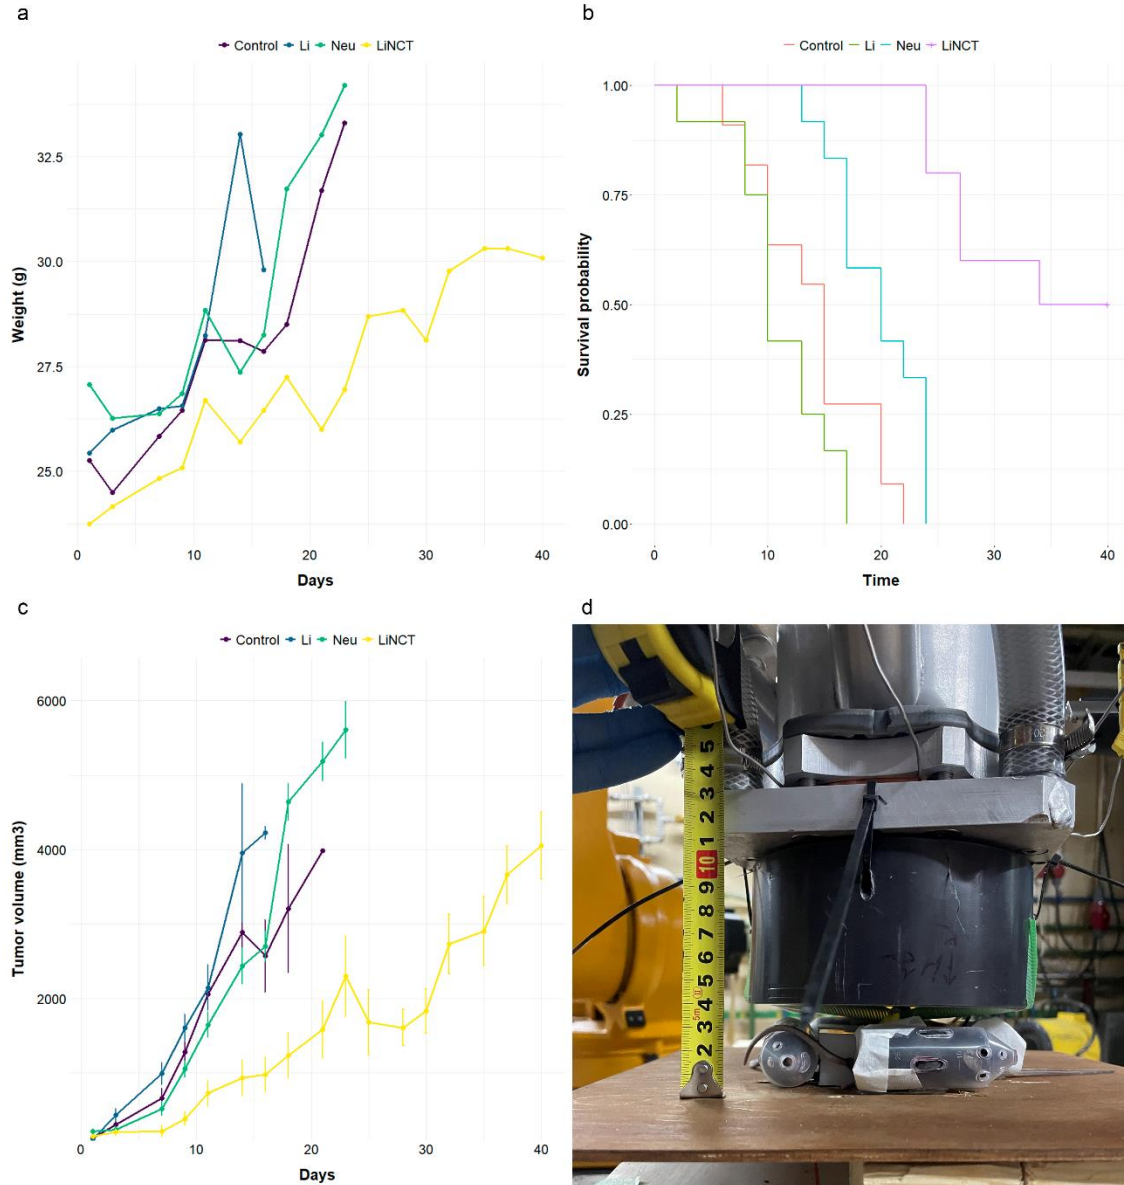 a
Control Li Neu LiNCT
32.5
30.0
27.5
25.0
Weight (g)
0 10 20 30 40
Days
b
Control Li Neu LiNCT
1.00
0.75
0.50
0.25
0.00
Survival probability
0 10 20 30 40
Time
c
Control Li Neu LiNCT
6000
4000
2000
Tumor volume (mm3)
0 10 20 30 40
Days
d
5
4
3
2
1
10
9
8
7
6
5
4
3
2
5m